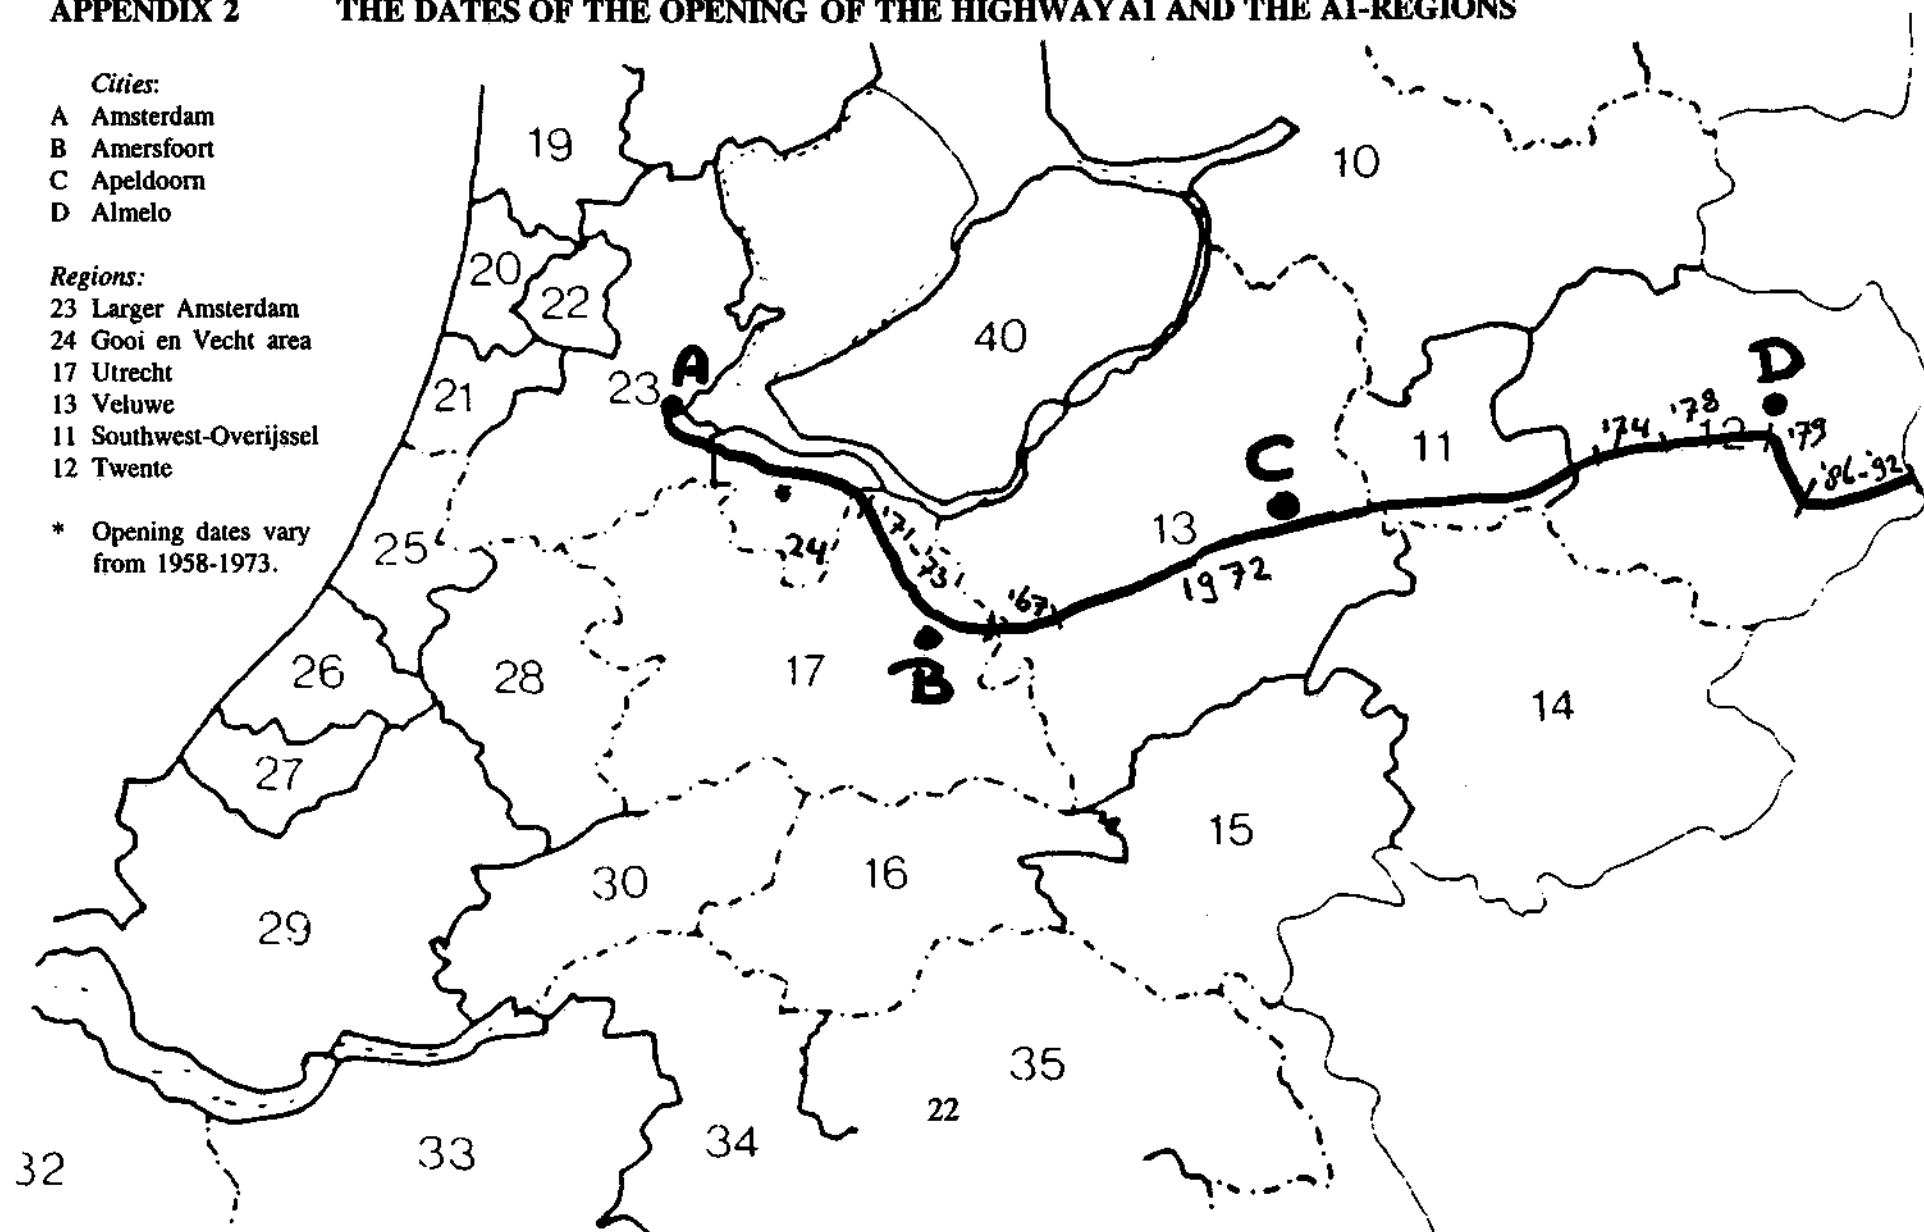 APPENDIX 2 THE DATES OF THE OPENING OF THE HIGHWAY A1 AND THE A1-REGIONS
Cities:
A Amsterdam
B Amersfoort
C Apeldoorn
D Almelo
Regions:
23 Larger Amsterdam
24 Gooi en Vecht area
17 Utrecht
13 Veluwe
11 Southwest-Overijssel
12 Twente
* Opening dates vary
from 1958-1973.
19
10
20
22
40
21
23
A
D
'78
'74
12
'79
11
C
'86-'92
*
13
'71
25
24
'73
1972
'67
26
28
17
B
14
27
15
30
16
29
35
22
33
34
32